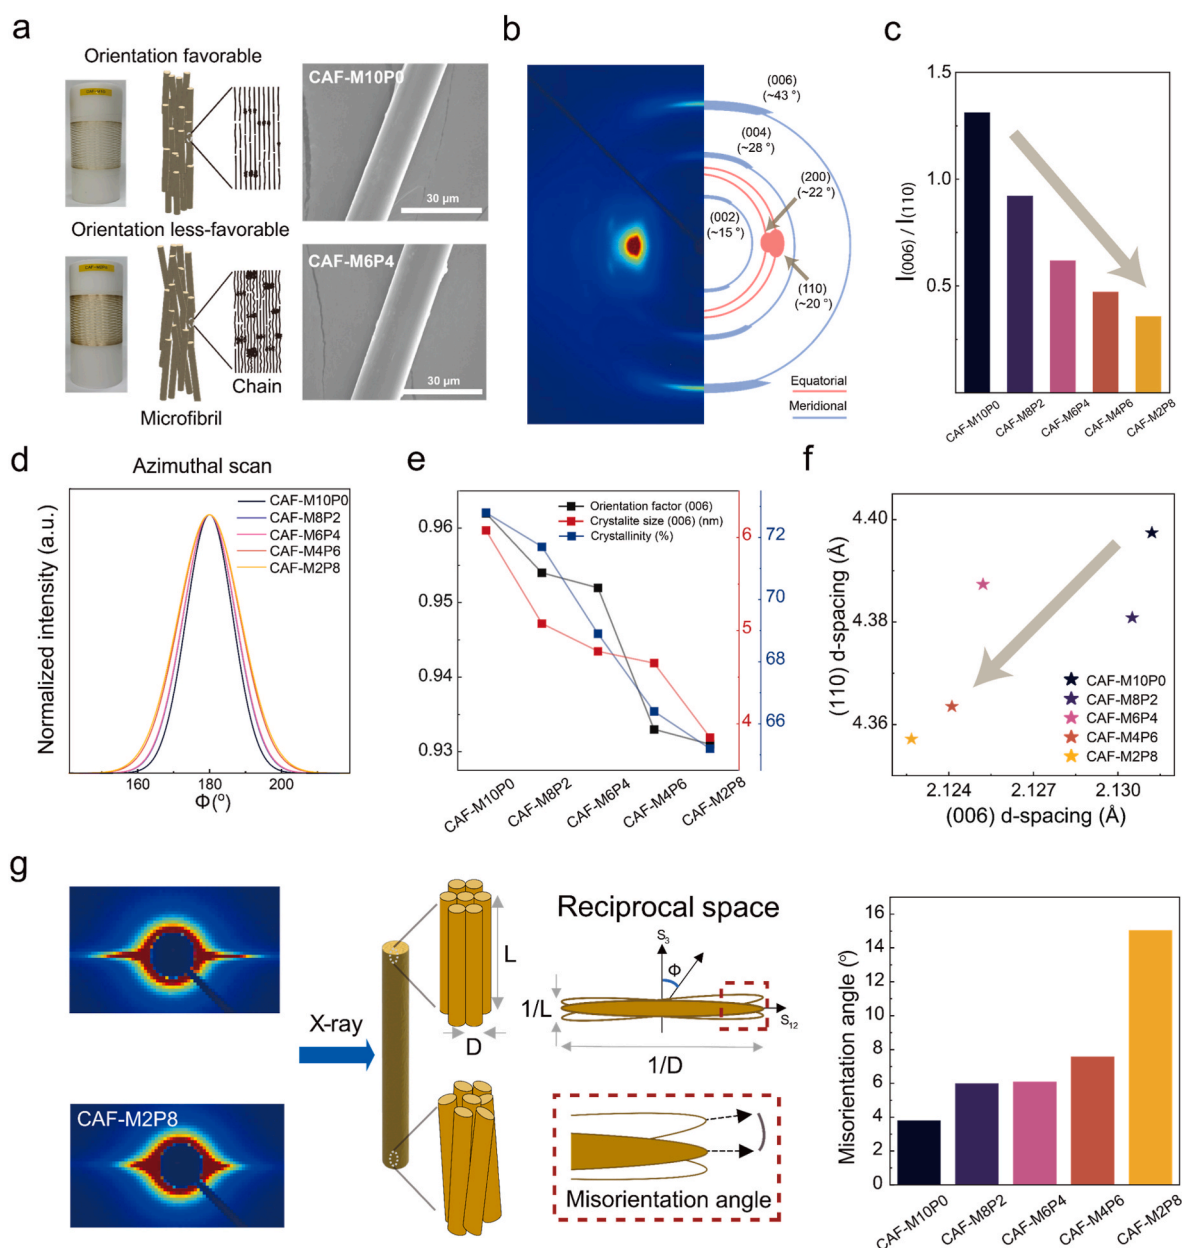 a
Orientation favorable
CAF-M10P0
30 µm
Orientation less-favorable
CAF-M6P4
30 µm
Chain
Microfibril
b
(006)
(~43 °)
(004)
(~28 °)
(200)
(~22 °)
(002)
(~15 °)
(110)
(~20 °)
Equatorial
Meridional
c
I(006) / I(110)
1.5
1.0
0.5
0.0
CAF-M10P0
CAF-M8P2
CAF-M6P4
CAF-M4P6
CAF-M2P8
d
Azimuthal scan
Normalized intensity (a.u.)
CAF-M10P0
CAF-M8P2
CAF-M6P4
CAF-M4P6
CAF-M2P8
160
180
200
Φ(º)
e
Orientation factor (006)
Crystalite size (006) (nm)
Crystallinity (%)
0.96
0.95
0.94
0.93
6
5
4
72
70
68
66
CAF-M10P0
CAF-M8P2
CAF-M6P4
CAF-M4P6
CAF-M2P8
f
(110) d-spacing (Å)
4.40
4.38
4.36
CAF-M10P0
CAF-M8P2
CAF-M6P4
CAF-M4P6
CAF-M2P8
2.124
2.127
2.130
(006) d-spacing (Å)
g
CAF-M2P8
X-ray
L
D
Reciprocal space
S3
Φ
1/L
S12
1/D
Misorientation angle
Misorientation angle (º)
16
14
12
10
8
6
4
2
0
CAF-M10P0
CAF-M8P2
CAF-M6P4
CAF-M4P6
CAF-M2P8